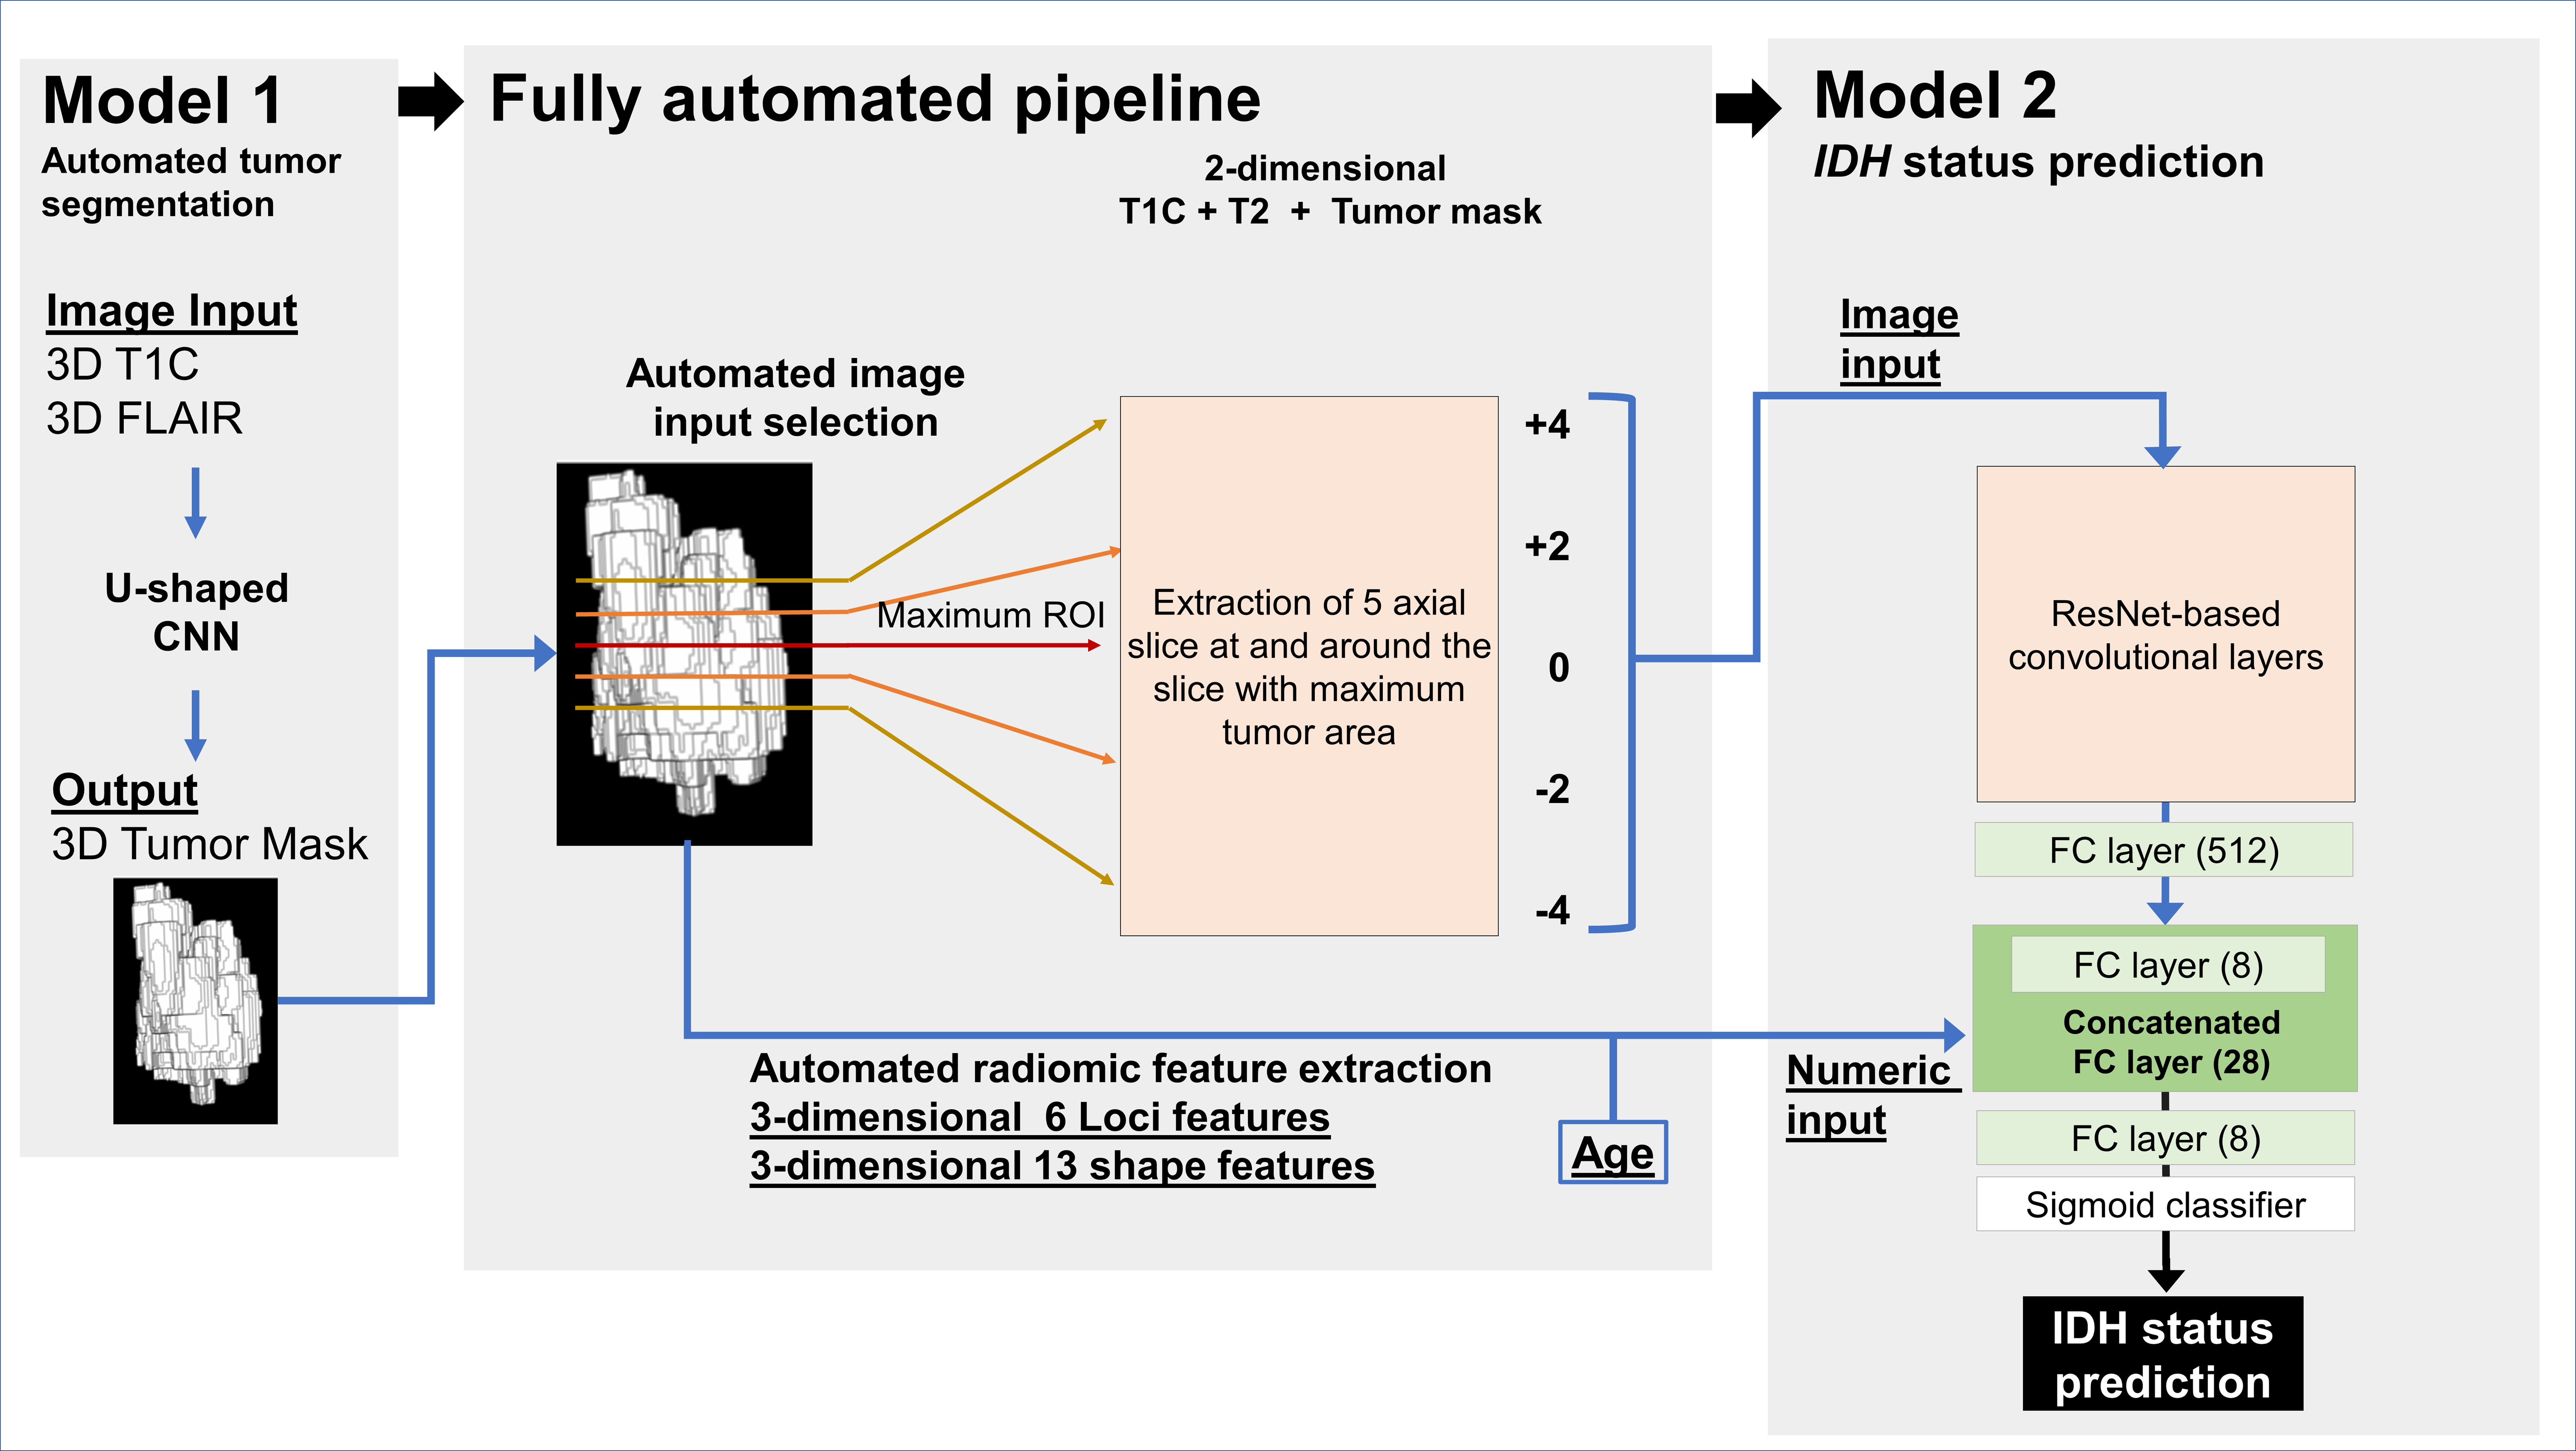 Model 1
Automated tumor
segmentation
Image Input
3D T1C
3D FLAIR
U-shaped
CNN
Output
3D Tumor Mask
Fully automated pipeline
2-dimensional
T1C + T2 + Tumor mask
Automated image
input selection
Maximum ROI
Extraction of 5 axial
slice at and around the
slice with maximum
tumor area
+4
+2
0
-2
-4
Automated radiomic feature extraction
3-dimensional 6 Loci features
3-dimensional 13 shape features
Age
Model 2
IDH status prediction
Image
input
ResNet-based
convolutional layers
FC layer (512)
FC layer (8)
Concatenated
FC layer (28)
Numeric
input
FC layer (8)
Sigmoid classifier
IDH status
prediction